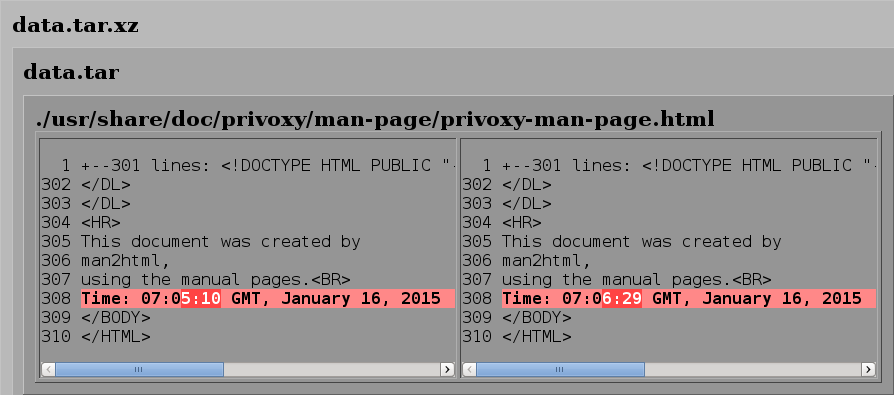 data.tar.xz
data.tar
./usr/share/doc/privoxy/man-page/privoxy-man-page.html
1 +--301 lines: <!DOCTYPE HTML PUBLIC "-
302 </DL>
303 </DL>
304 <HR>
305 This document was created by
306 man2html,
307 using the manual pages.<BR>
308 Time: 07:05:10 GMT, January 16, 2015
309 </BODY>
310 </HTML>
1 +--301 lines: <!DOCTYPE HTML PUBLIC "-
302 </DL>
303 </DL>
304 <HR>
305 This document was created by
306 man2html,
307 using the manual pages.<BR>
308 Time: 07:06:29 GMT, January 16, 2015
309 </BODY>
310 </HTML>